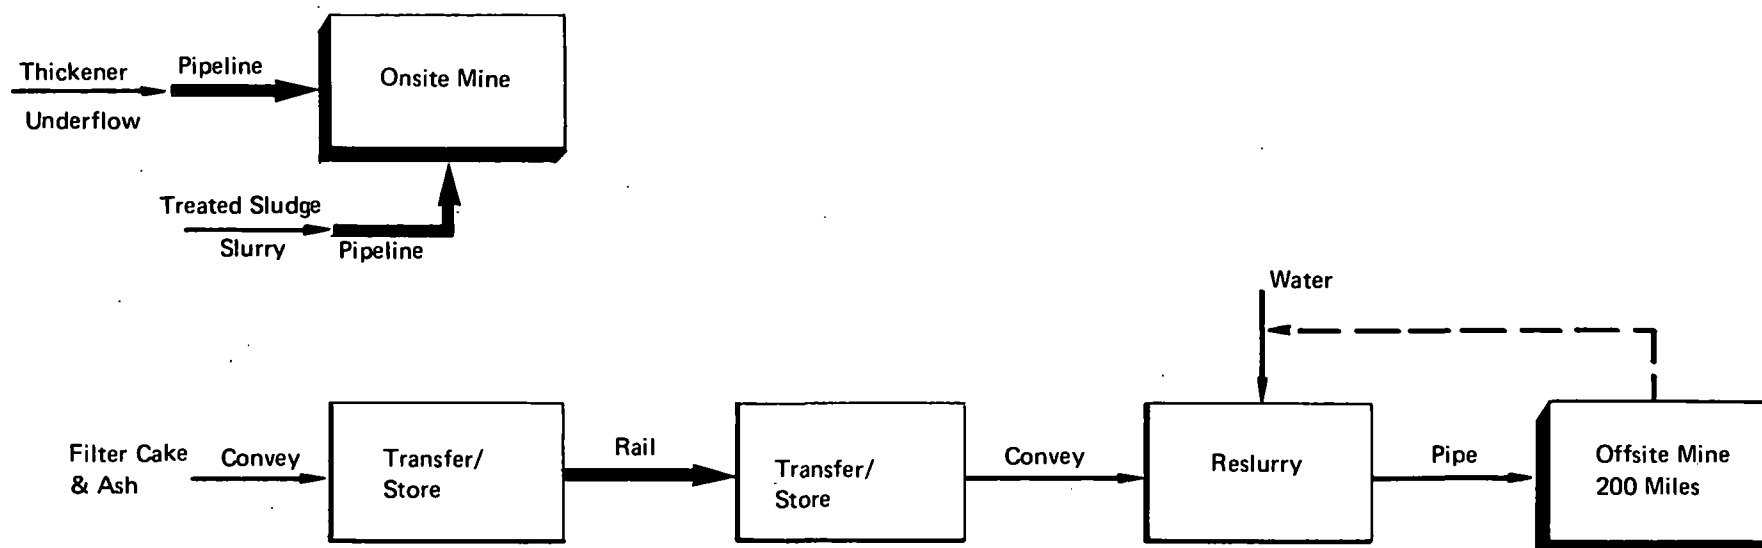 Thickener
Underflow
Pipeline
Onsite Mine
Treated Sludge
Slurry
Pipeline
Water
Filter Cake
& Ash
Convey
Transfer/
Store
Rail
Transfer/
Store
Convey
Reslurry
Pipe
Offsite Mine
200 Miles